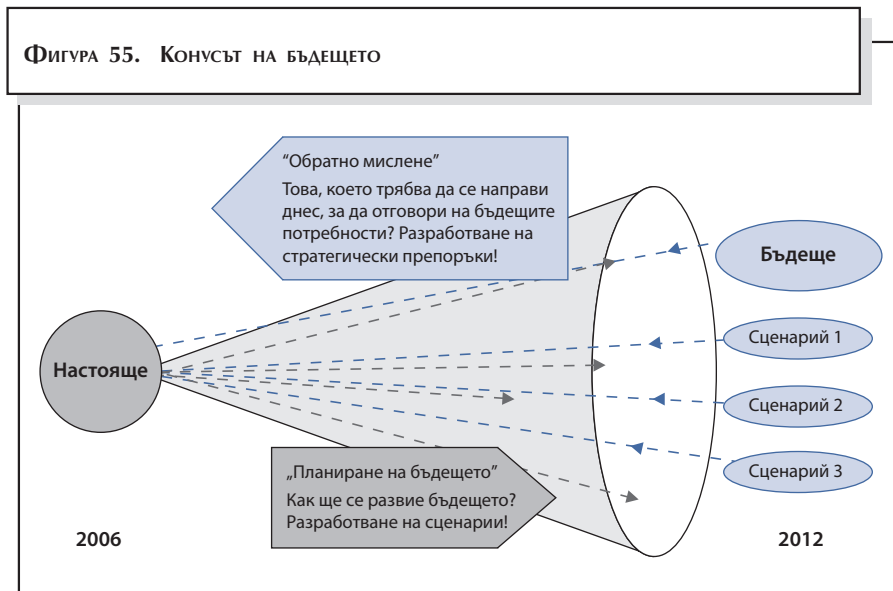 Фигура 55. Конусът на бъдещето
"Обратно мислене"
Това, което трябва да се направи
днес, за да отговори на бъдещите
потребности? Разработване на
стратегически препоръки!
Бъдеще
Сценарий 1
Настояще
Сценарий 2
Сценарий 3
„Планиране на бъдещето"
Как ще се развие бъдещето?
Разработване на сценарии!
2006
2012